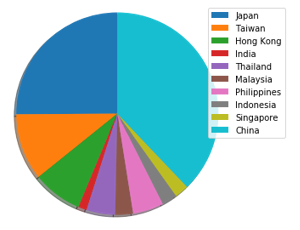 Japan
Taiwan
Hong Kong
India
Thailand
Malaysia
Philippines
Indonesia
Singapore
China